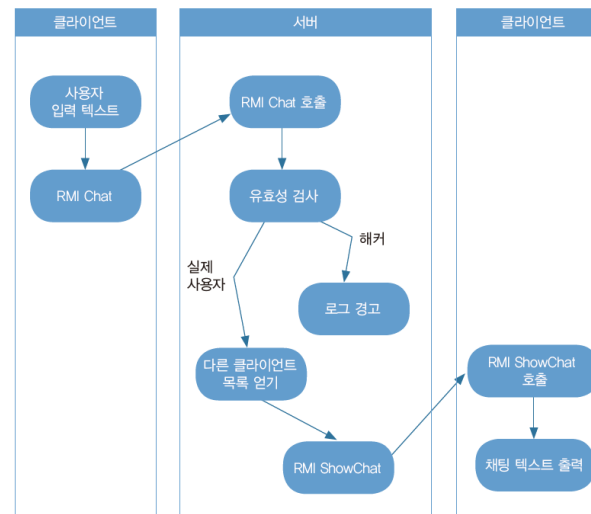 클라이언트
서버
클라이언트
사용자
입력 텍스트
RMI Chat
RMI Chat 호출
유효성 검사
해커
실제
사용자
로그 경고
다른 클라이언트
목록 얻기
RMI ShowChat
RMI ShowChat
호출
채팅 텍스트 출력